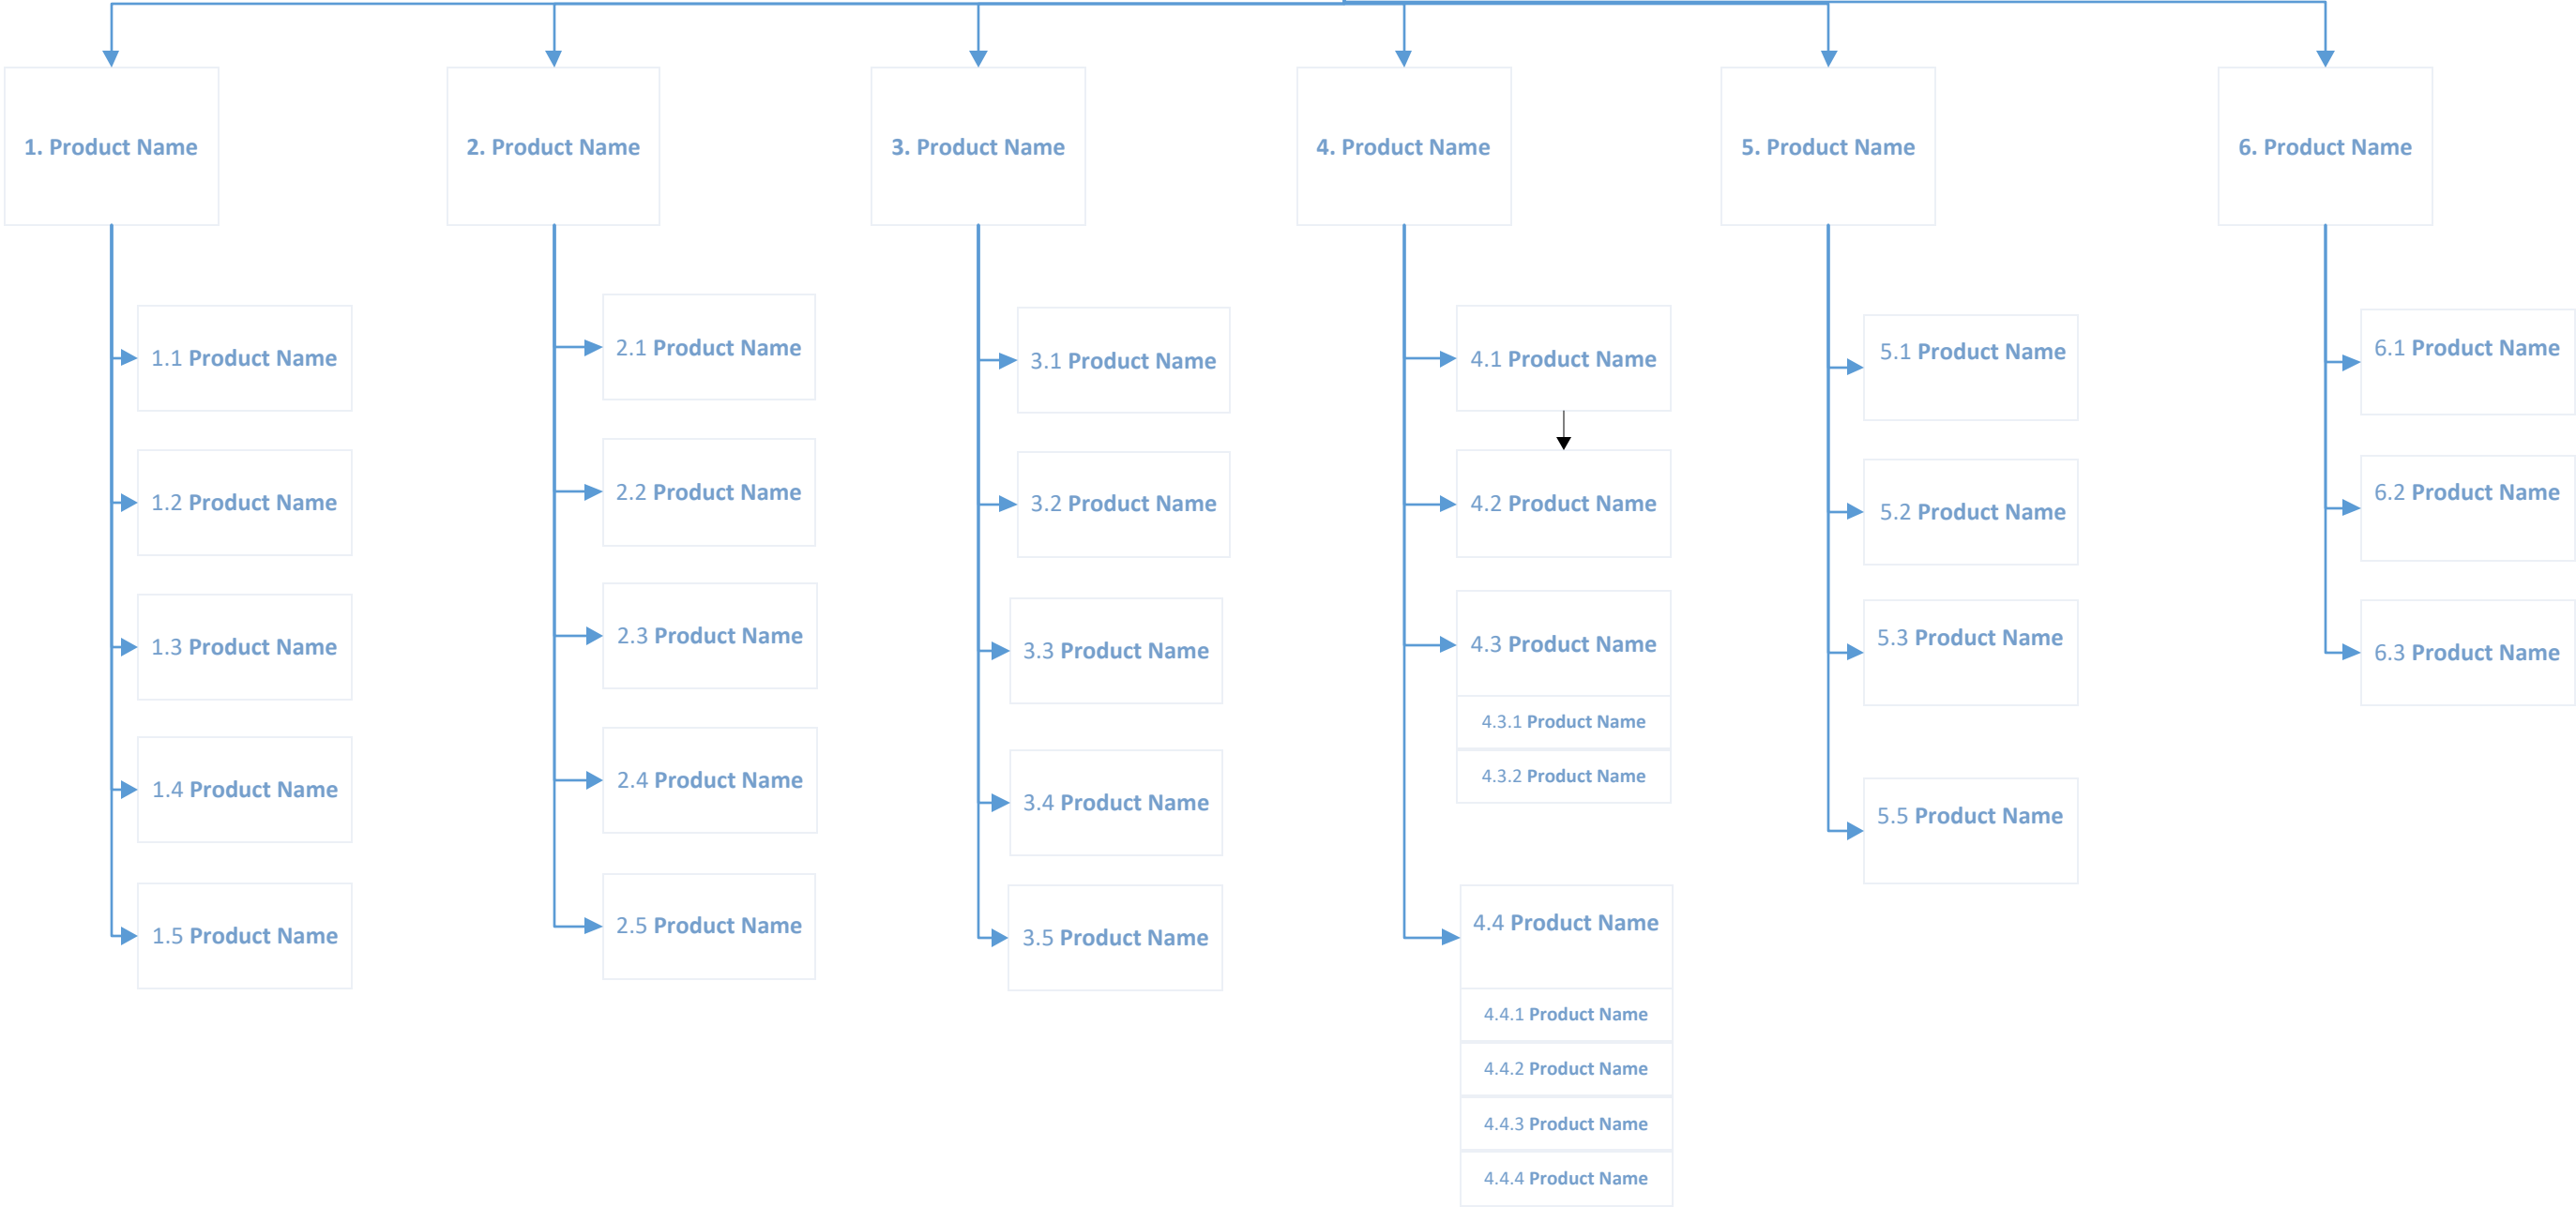 1. Product Name
2. Product Name
3. Product Name
4. Product Name
5. Product Name
6. Product Name
1.1 Product Name
1.2 Product Name
1.3 Product Name
1.4 Product Name
1.5 Product Name
2.1 Product Name
2.2 Product Name
2.3 Product Name
2.4 Product Name
2.5 Product Name
3.1 Product Name
3.2 Product Name
3.3 Product Name
3.4 Product Name
3.5 Product Name
4.1 Product Name
4.2 Product Name
4.3 Product Name
4.3.1 Product Name
4.3.2 Product Name
4.4 Product Name
4.4.1 Product Name
4.4.2 Product Name
4.4.3 Product Name
4.4.4 Product Name
5.1 Product Name
5.2 Product Name
5.3 Product Name
5.5 Product Name
6.1 Product Name
6.2 Product Name
6.3 Product Name